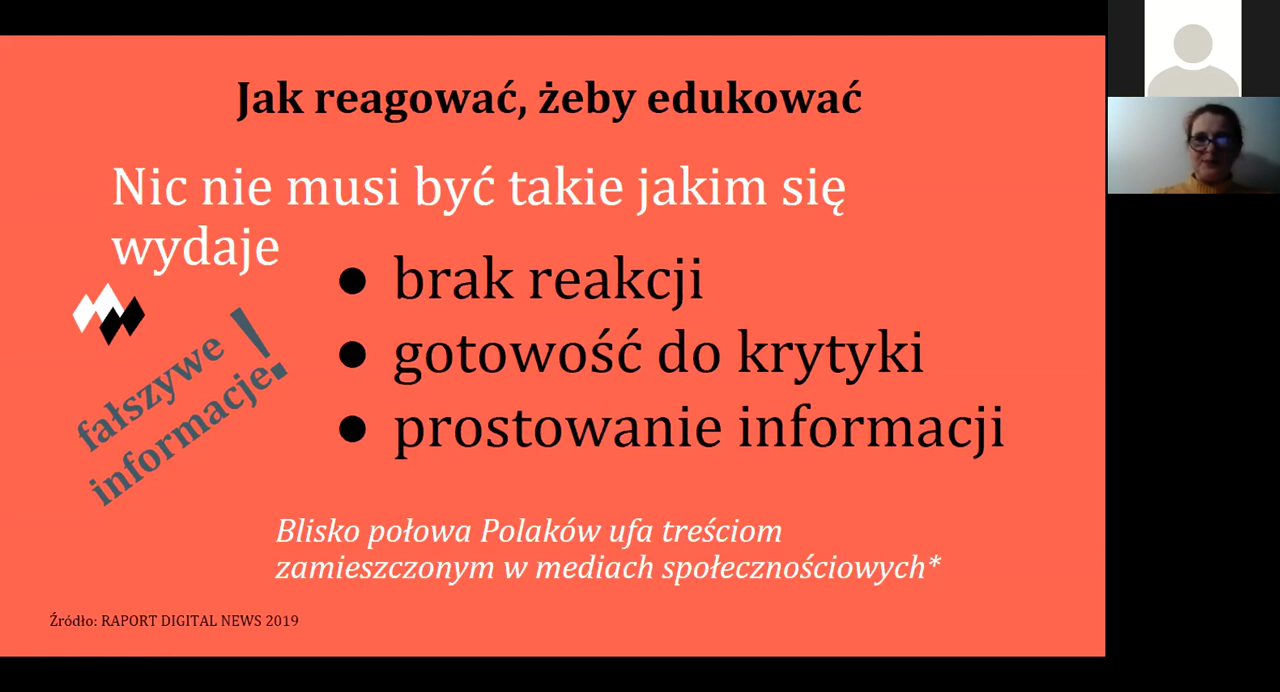 Jak reagować, żeby edukować
Nic nie musi być takie jakim się
wydaje
● brak reakcji
● gotowość do krytyki
● prostowanie informacji
fałszywe
informacje!
Blisko połowa Polaków ufa treściom
zamieszczonym w mediach społecznościowych*
Źródło: RAPORT DIGITAL NEWS 2019